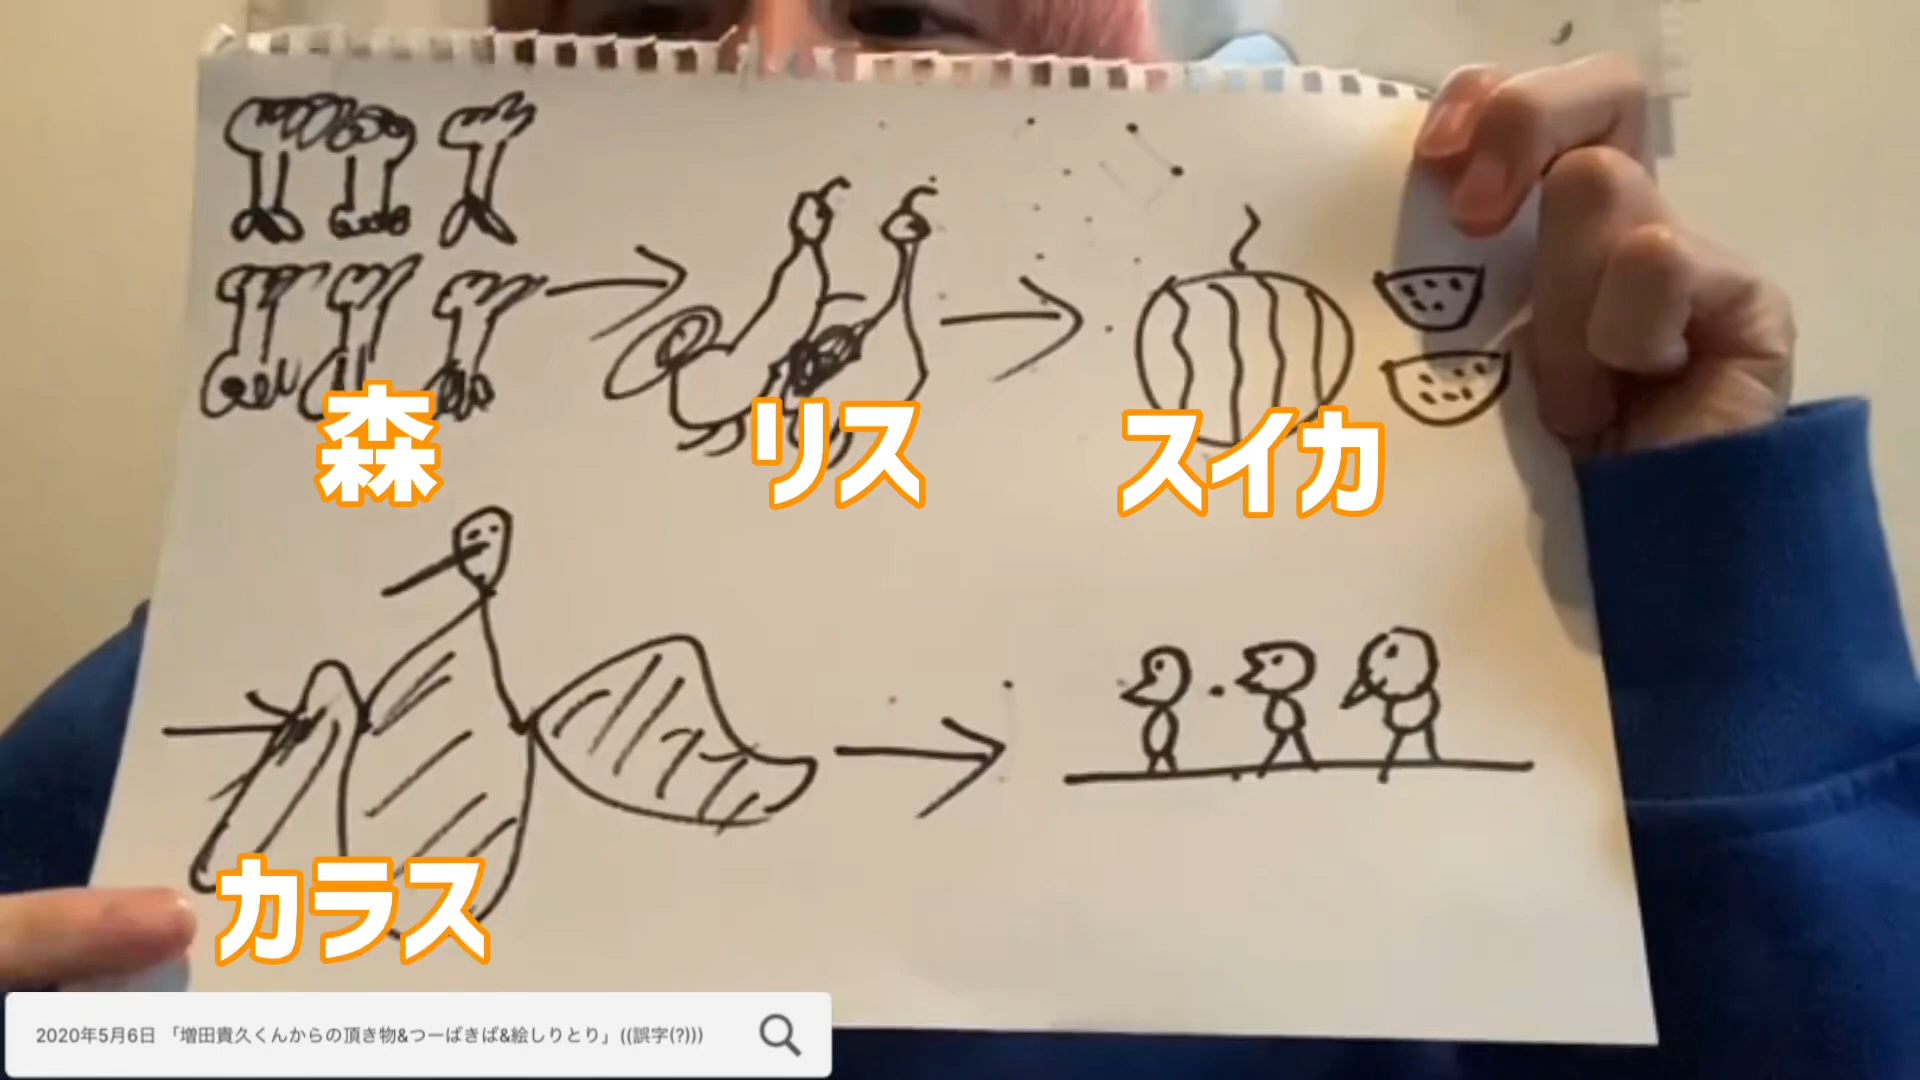 森
リス
スイカ
カラス
2020年5月6日 「増田貴久くんからの頂き物&つーぱきぱ&絵しりとり」((誤字(?)))